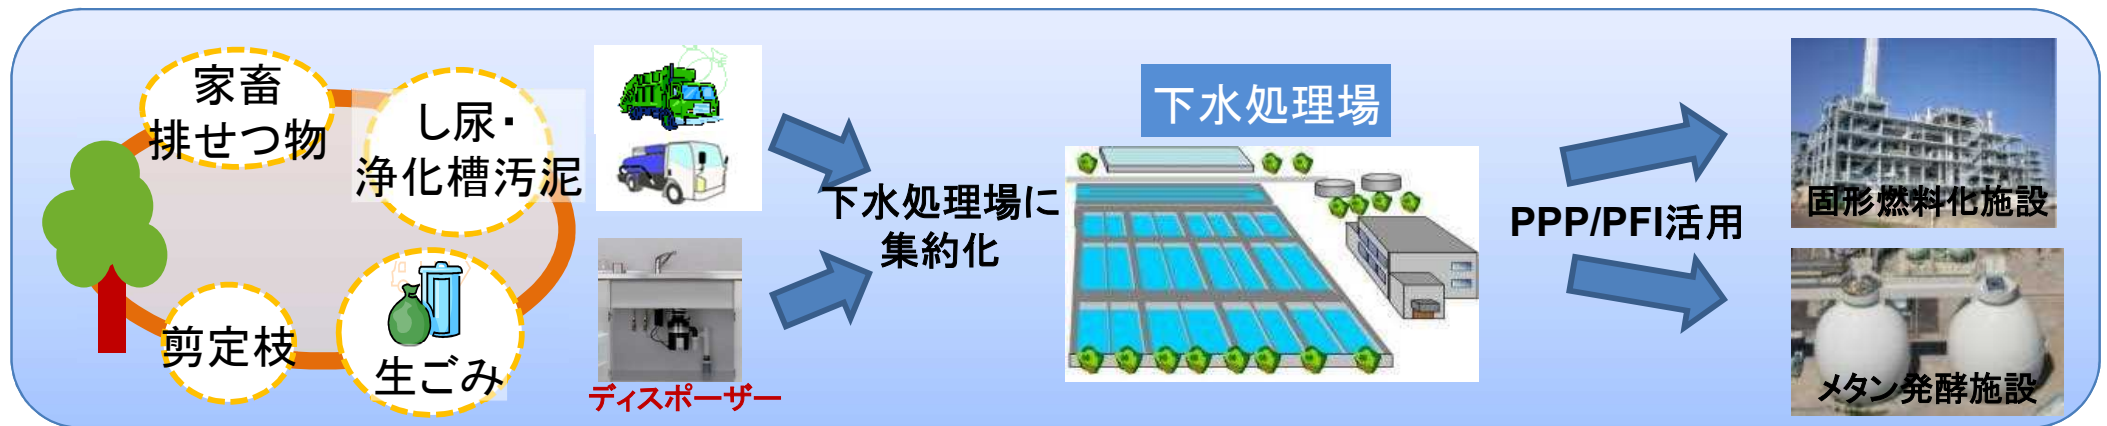 家畜
排せつ物
し尿・
浄化槽汚泥
剪定枝
生ごみ
ディスポーザー
下水処理場に
集約化
下水処理場
PPP/PFI活用
固形燃料化施設
メタン発酵施設